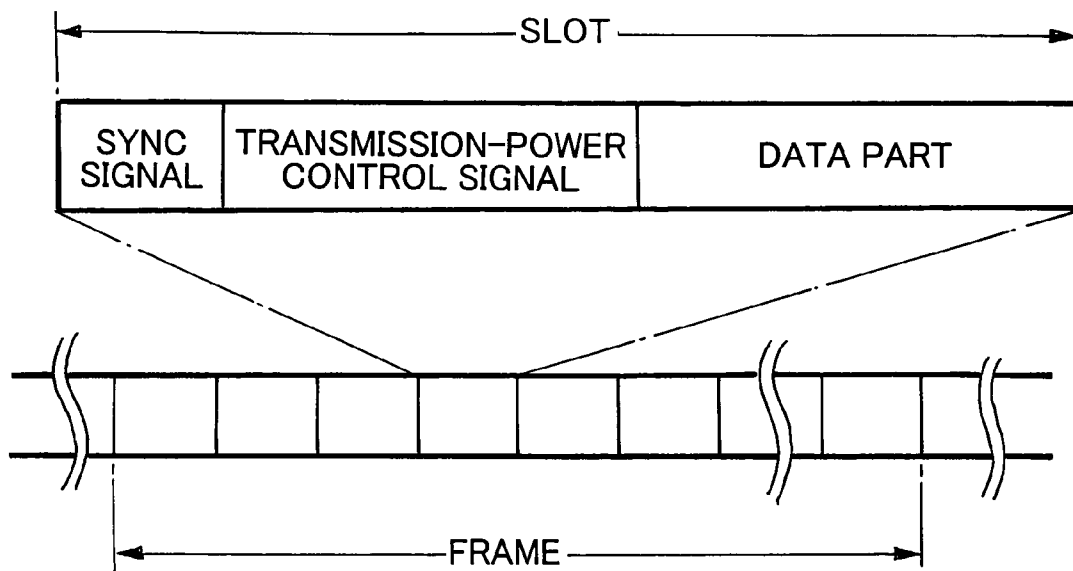 SLOT
SYNC
SIGNAL
TRANSMISSION-POWER
CONTROL SIGNAL
DATA PART
FRAME